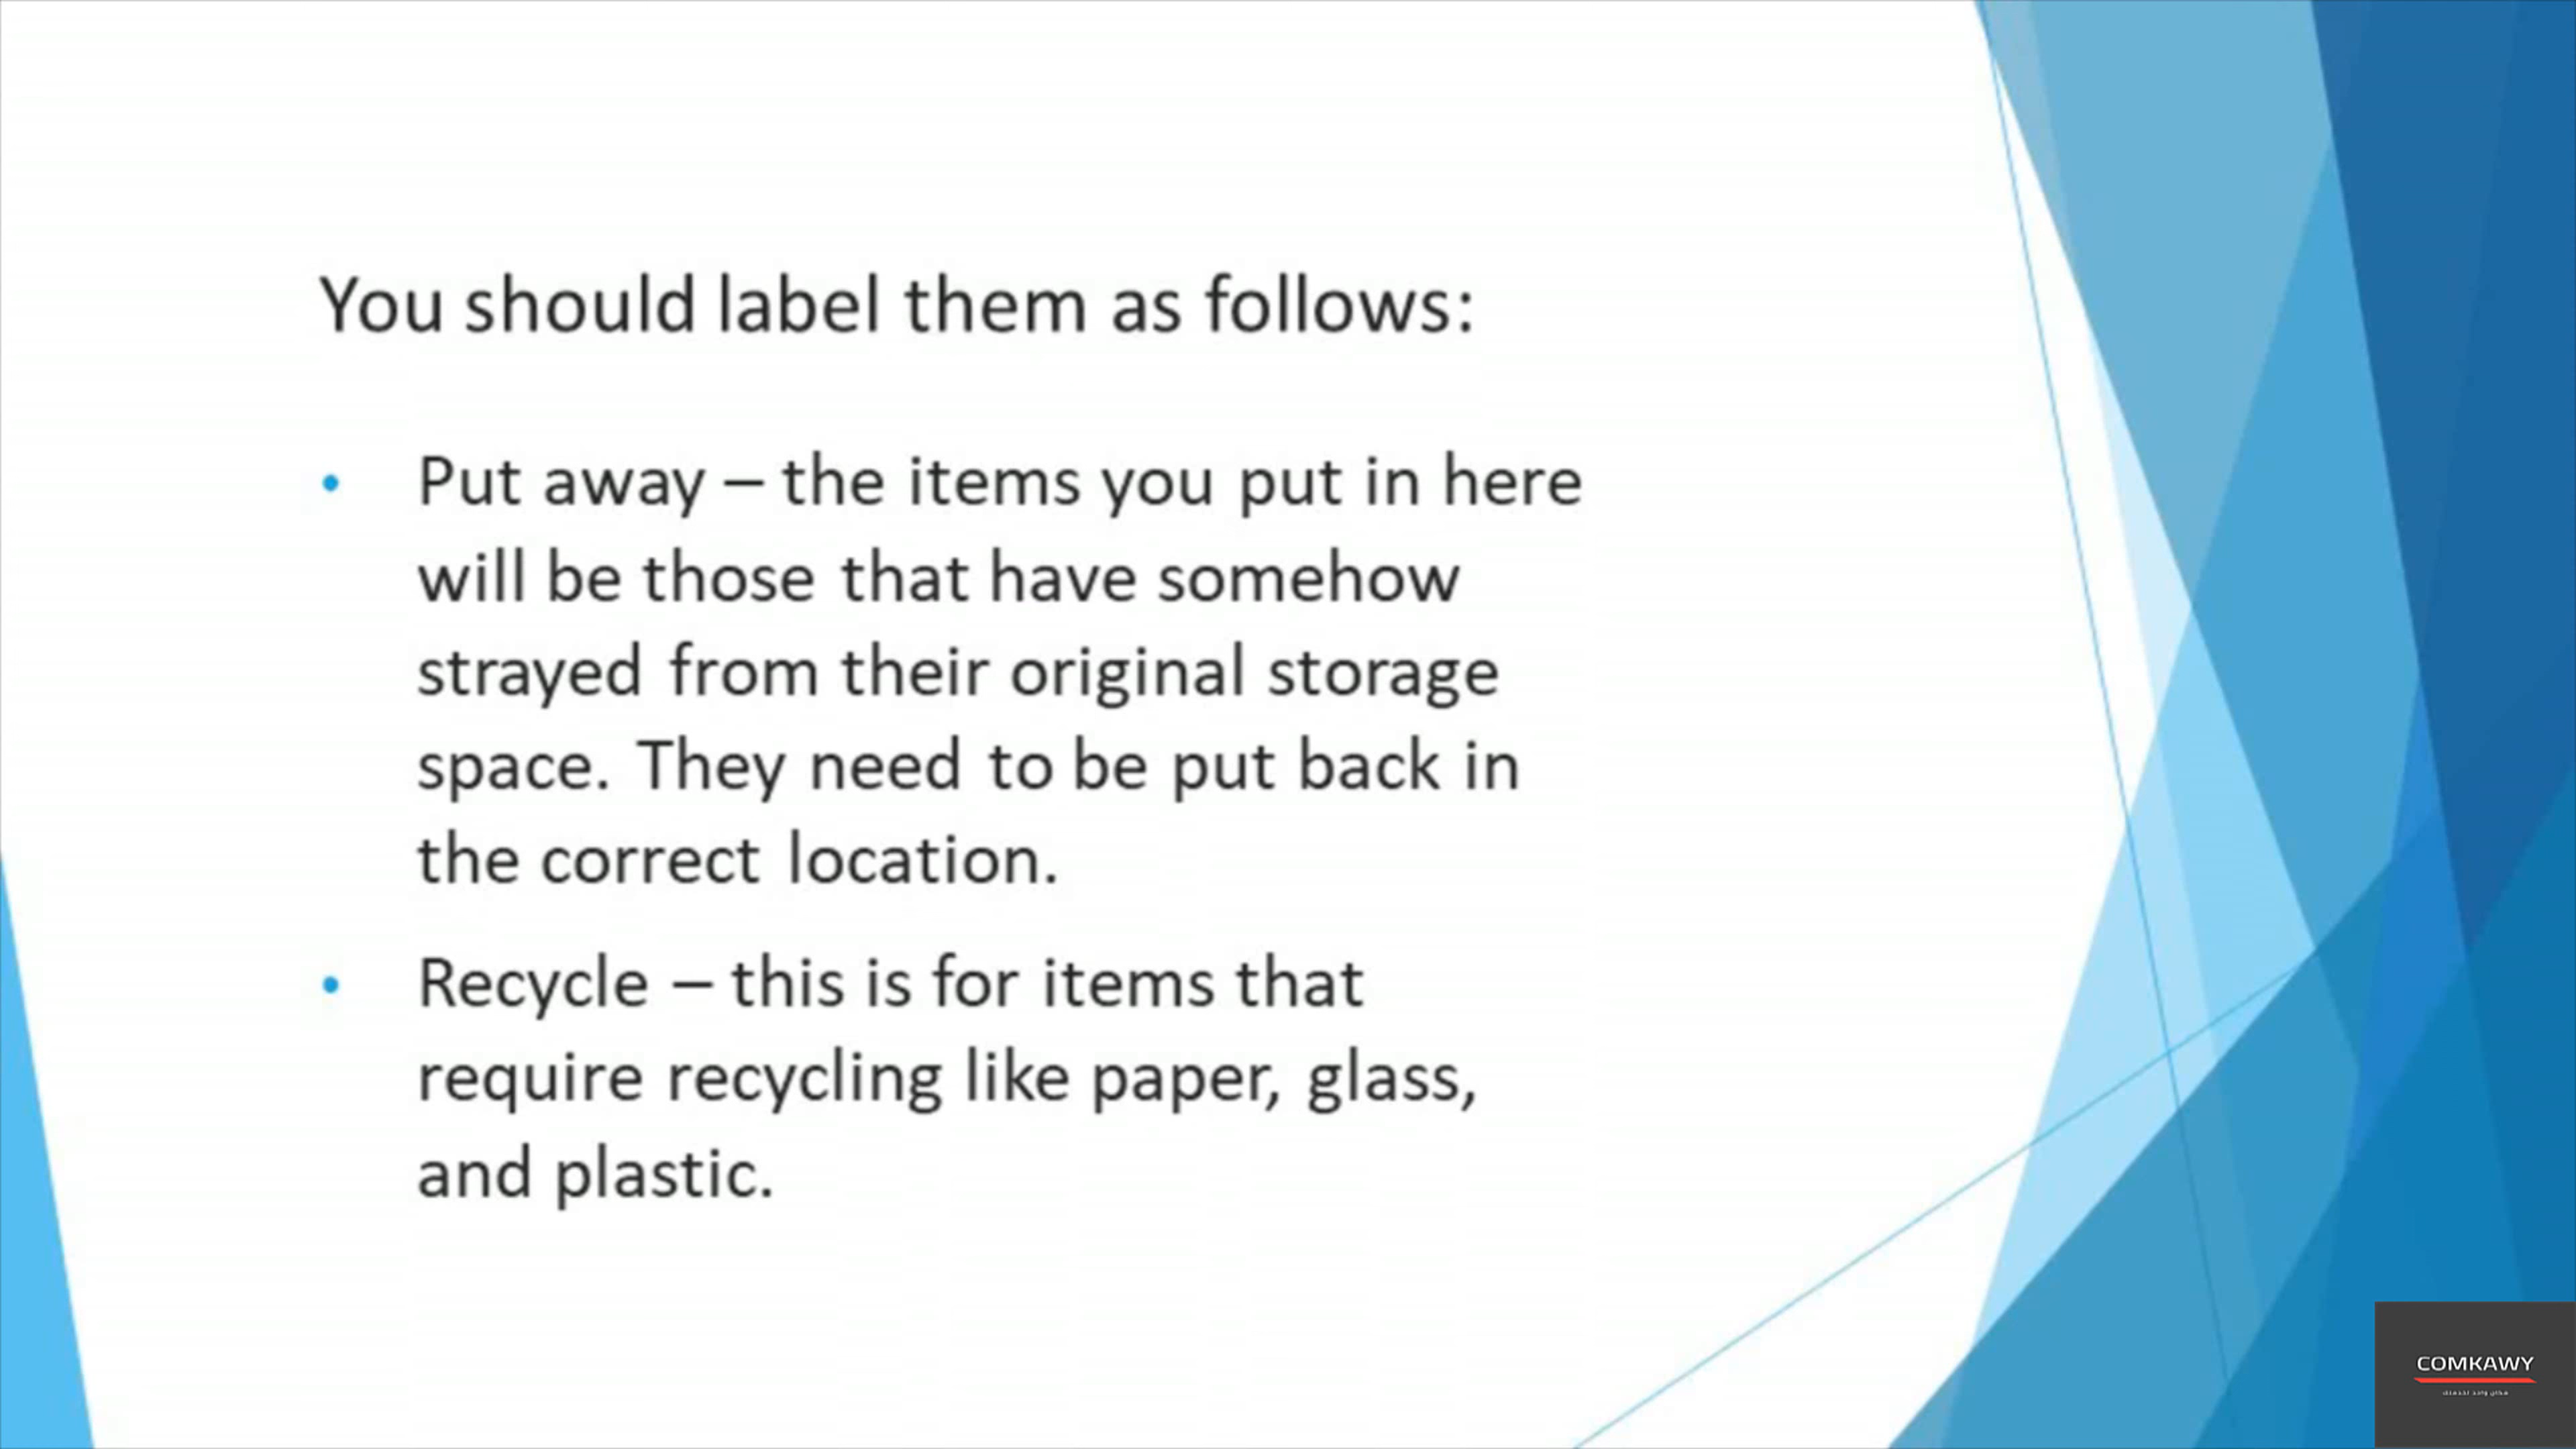 You should label them as follows:
• Put away – the items you put in here
will be those that have somehow
strayed from their original storage
space. They need to be put back in
the correct location.
• Recycle – this is for items that
require recycling like paper, glass,
and plastic.
COMKAWY